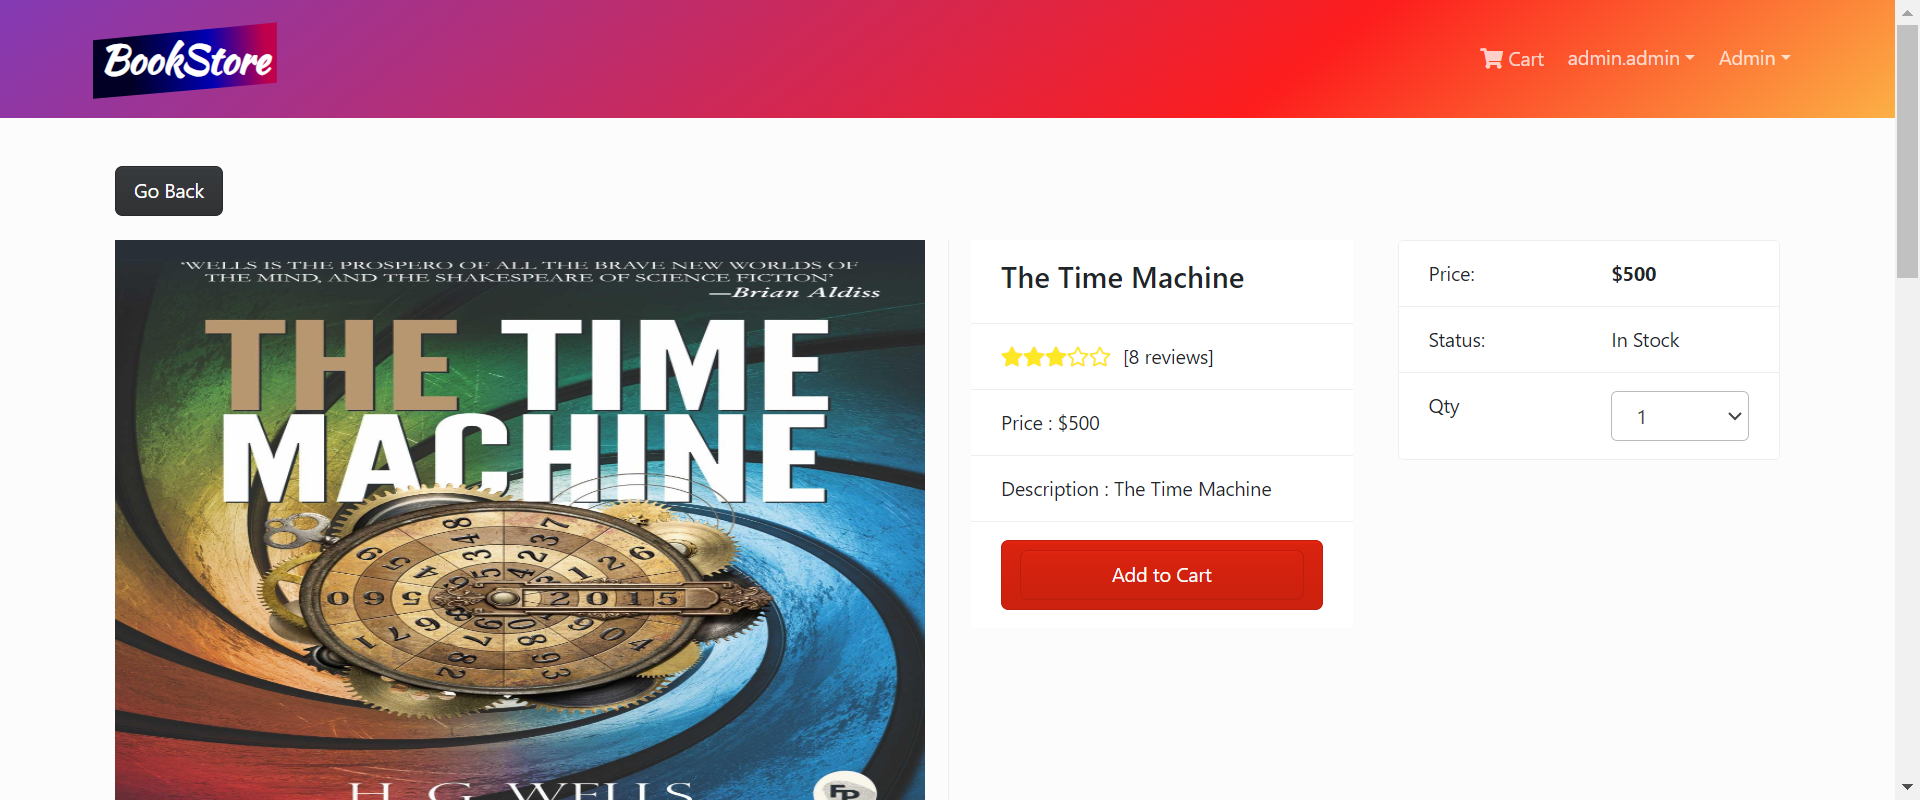 BookStore
Cart
admin.admin
Admin
Go Back
‘WELLS IS THE PROSPERO OF ALL THE BRAVE NEW WORLDS OF
THE MIND, AND THE SHAKESPEARE OF SCIENCE FICTION’
—Brian Aldiss
THE TIME
MACHINE
2015
H. G. WELLS
FP
The Time Machine
[8 reviews]
Price : $500
Description : The Time Machine
Add to Cart
Price: $500
Status: In Stock
Qty 1